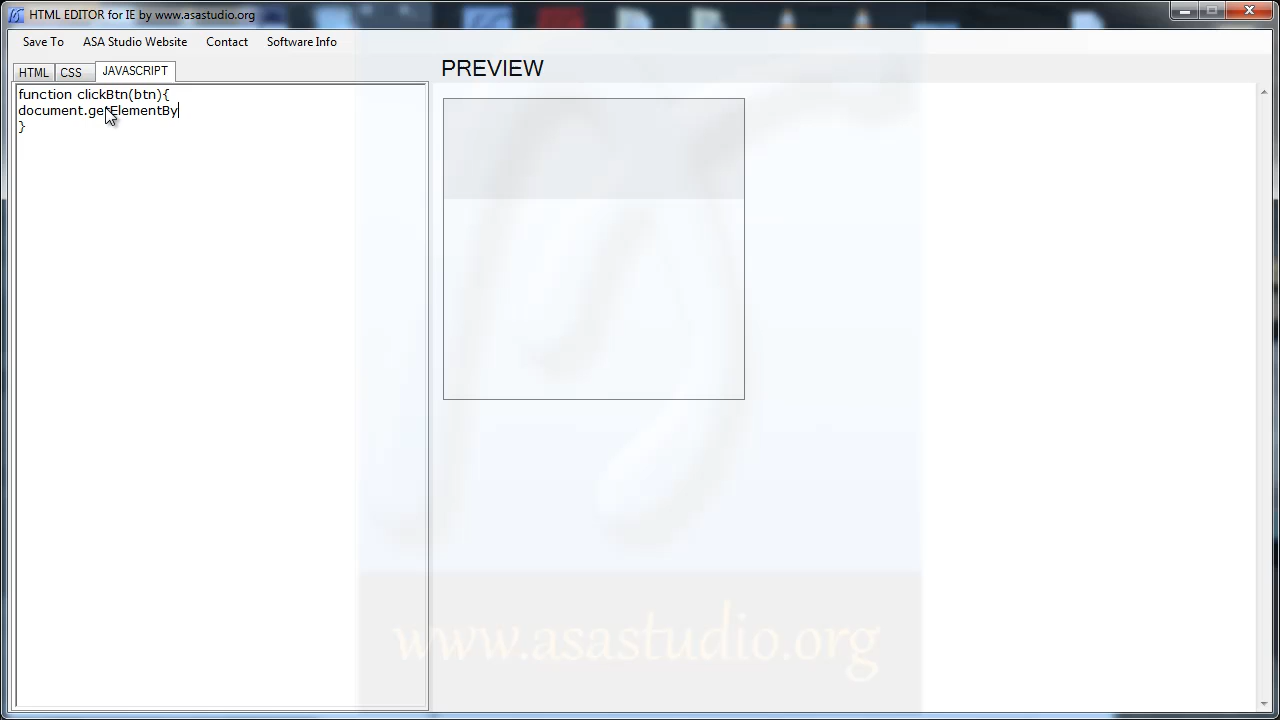 HTML EDITOR for IE by www.asastudio.org
Save To ASA Studio Website Contact Software Info
HTML CSS JAVASCRIPT
PREVIEW
function clickBtn(btn){
document.getElementBy
}
www.asastudio.org